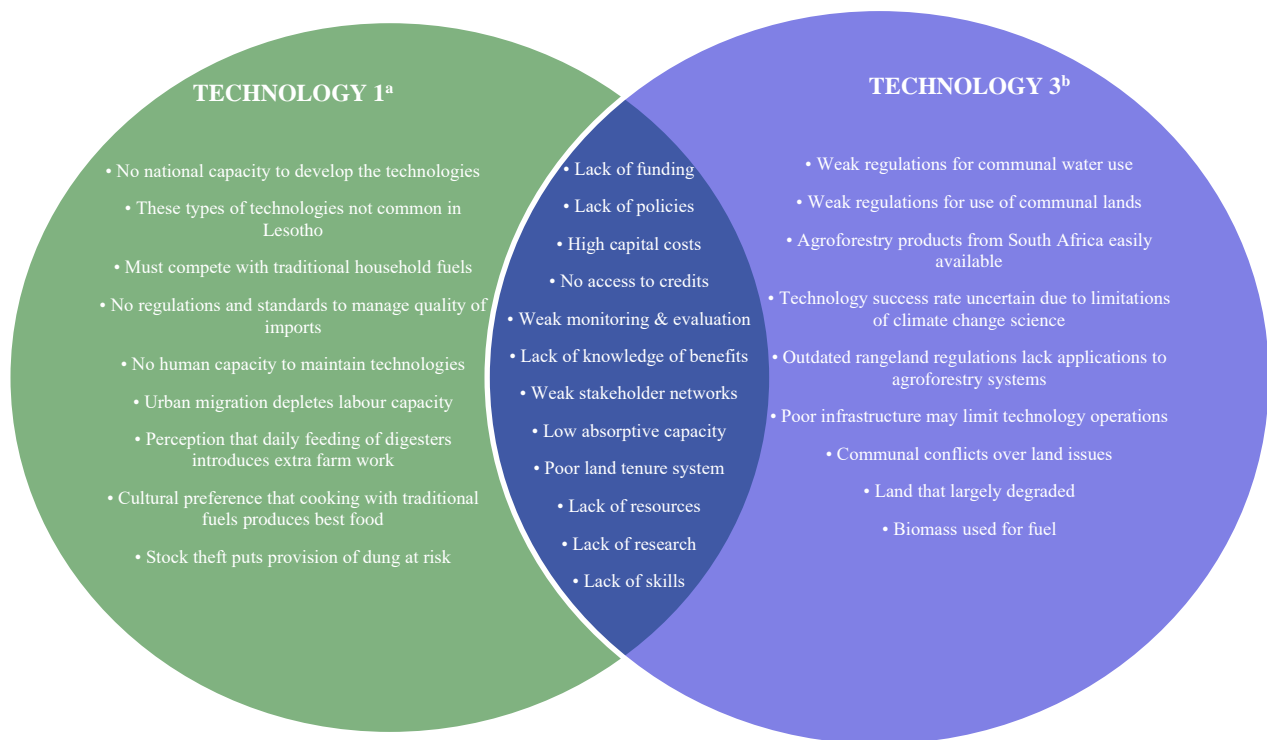 TECHNOLOGY 1ᵃ
• No national capacity to develop the technologies
• These types of technologies not common in
Lesotho
• Must compete with traditional household fuels
• No regulations and standards to manage quality of
imports
• No human capacity to maintain technologies
• Urban migration depletes labour capacity
• Perception that daily feeding of digesters
introduces extra farm work
• Cultural preference that cooking with traditional
fuels produces best food
• Stock theft puts provision of dung at risk
• Lack of funding
• Lack of policies
• High capital costs
• No access to credits
• Weak monitoring & evaluation
• Lack of knowledge of benefits
• Weak stakeholder networks
• Low absorptive capacity
• Poor land tenure system
• Lack of resources
• Lack of research
• Lack of skills
TECHNOLOGY 3ᵇ
• Weak regulations for communal water use
• Weak regulations for use of communal lands
• Agroforestry products from South Africa easily
available
• Technology success rate uncertain due to limitations
of climate change science
• Outdated rangeland regulations lack applications to
agroforestry systems
• Poor infrastructure may limit technology operations
• Communal conflicts over land issues
• Land that largely degraded
• Biomass used for fuel